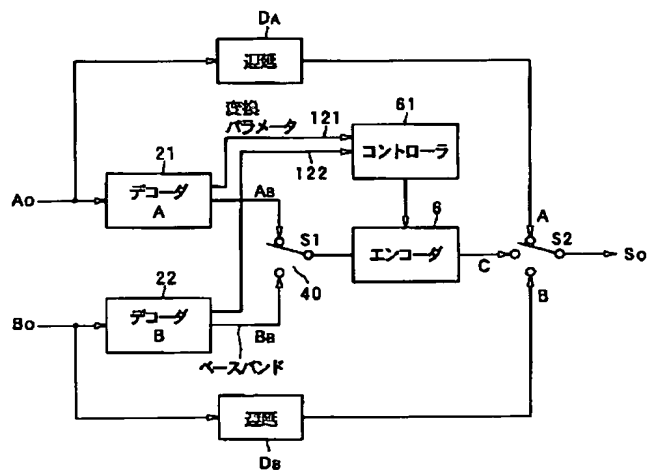 DA
遅延
変換
パラメータ
121
122
61
コントローラ
21
デコーダ
A
Ao
AB
S1
40
6
エンコーダ
C
A
S2
B
So
22
デコーダ
B
Bo
BB
ベースバンド
遅延
DB